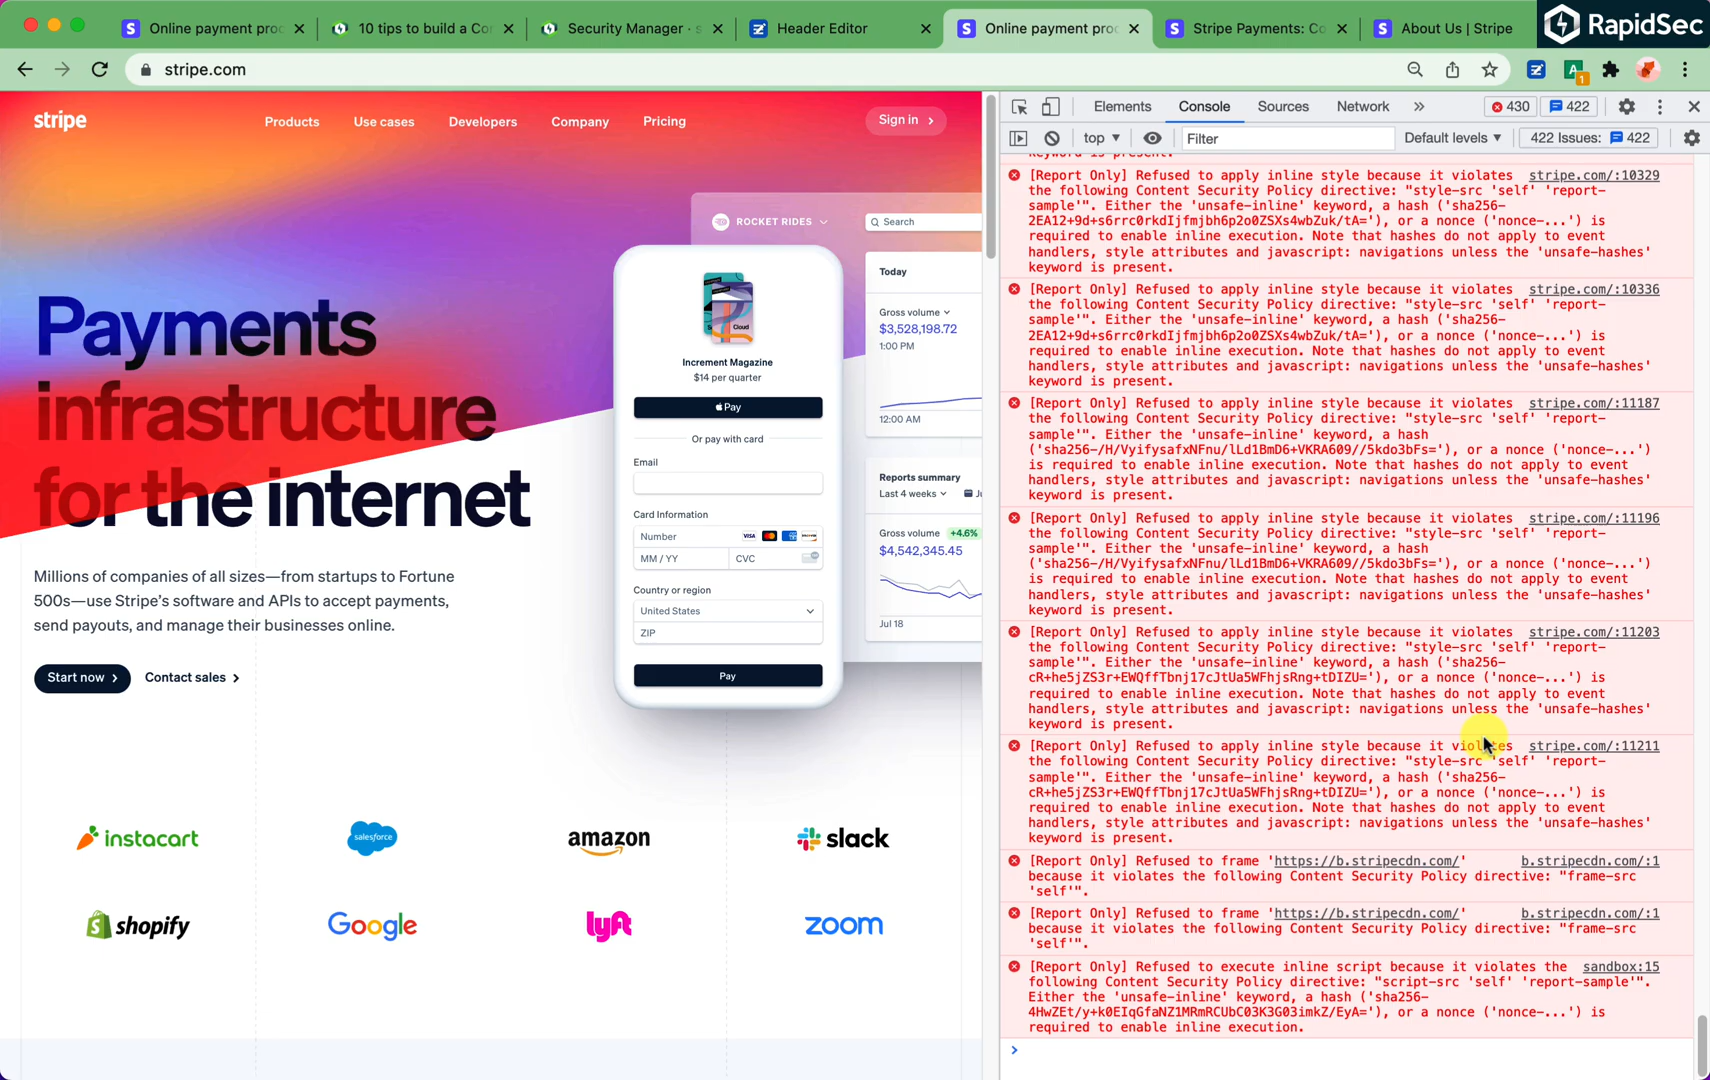 Online payment proc
10 tips to build a Cor
Security Manager · s
Header Editor
Online payment proc
Stripe Payments: Co
About Us | Stripe
RapidSec
stripe.com
stripe
Products
Use cases
Developers
Company
Pricing
Sign in
ROCKET RIDES
Search
Payments
infrastructure
for the internet
Millions of companies of all sizes—from startups to Fortune
500s—use Stripe's software and APIs to accept payments,
send payouts, and manage their businesses online.
Start now
Contact sales
Cloud
Increment Magazine
$14 per quarter
Pay
Or pay with card
Email
Card Information
Number
VISA
MM / YY
CVC
Country or region
United States
ZIP
Pay
Today
Gross volume
$3,528,198.72
1:00 PM
12:00 AM
Reports summary
Last 4 weeks
Gross volume
+4.6%
$4,542,345.45
Jul 18
instacart
salesforce
amazon
slack
shopify
Google
lyft
zoom
Elements
Console
Sources
Network
430
422
top
Filter
Default levels
422 Issues:
422
keyword is present.
[Report Only] Refused to apply inline style because it violates stripe.com/:10329
the following Content Security Policy directive: "style-src 'self' 'report-
sample'". Either the 'unsafe-inline' keyword, a hash ('sha256-
2EA12+9d+s6rrc0rkdIjfmjbh6p2o0ZSXs4wbZuk/tA='), or a nonce ('nonce-...') is
required to enable inline execution. Note that hashes do not apply to event
handlers, style attributes and javascript: navigations unless the 'unsafe-hashes'
keyword is present.
[Report Only] Refused to apply inline style because it violates stripe.com/:10336
the following Content Security Policy directive: "style-src 'self' 'report-
sample'". Either the 'unsafe-inline' keyword, a hash ('sha256-
2EA12+9d+s6rrc0rkdIjfmjbh6p2o0ZSXs4wbZuk/tA='), or a nonce ('nonce-...') is
required to enable inline execution. Note that hashes do not apply to event
handlers, style attributes and javascript: navigations unless the 'unsafe-hashes'
keyword is present.
[Report Only] Refused to apply inline style because it violates stripe.com/:11187
the following Content Security Policy directive: "style-src 'self' 'report-
sample'". Either the 'unsafe-inline' keyword, a hash
('sha256-/H/VyifysafxNFnu/lLd1BmD6+VKRA609//5kdo3bFs='), or a nonce ('nonce-...')
is required to enable inline execution. Note that hashes do not apply to event
handlers, style attributes and javascript: navigations unless the 'unsafe-hashes'
keyword is present.
[Report Only] Refused to apply inline style because it violates stripe.com/:11196
the following Content Security Policy directive: "style-src 'self' 'report-
sample'". Either the 'unsafe-inline' keyword, a hash
('sha256-/H/VyifysafxNFnu/lLd1BmD6+VKRA609//5kdo3bFs='), or a nonce ('nonce-...')
is required to enable inline execution. Note that hashes do not apply to event
handlers, style attributes and javascript: navigations unless the 'unsafe-hashes'
keyword is present.
[Report Only] Refused to apply inline style because it violates stripe.com/:11203
the following Content Security Policy directive: "style-src 'self' 'report-
sample'". Either the 'unsafe-inline' keyword, a hash ('sha256-
cR+he5jZS3r+EWQffTbnj17cJtUa5WFhjsRng+tDIZU='), or a nonce ('nonce-...') is
required to enable inline execution. Note that hashes do not apply to event
handlers, style attributes and javascript: navigations unless the 'unsafe-hashes'
keyword is present.
[Report Only] Refused to apply inline style because it violates stripe.com/:11211
the following Content Security Policy directive: "style-src 'self' 'report-
sample'". Either the 'unsafe-inline' keyword, a hash ('sha256-
cR+he5jZS3r+EWQffTbnj17cJtUa5WFhjsRng+tDIZU='), or a nonce ('nonce-...') is
required to enable inline execution. Note that hashes do not apply to event
handlers, style attributes and javascript: navigations unless the 'unsafe-hashes'
keyword is present.
[Report Only] Refused to frame 'https://b.stripecdn.com/' b.stripecdn.com/:1
because it violates the following Content Security Policy directive: "frame-src
'self'".
[Report Only] Refused to frame 'https://b.stripecdn.com/' b.stripecdn.com/:1
because it violates the following Content Security Policy directive: "frame-src
'self'".
[Report Only] Refused to execute inline script because it violates the sandbox:15
following Content Security Policy directive: "script-src 'self' 'report-sample'".
Either the 'unsafe-inline' keyword, a hash ('sha256-
4HwZEt/y+k0EIqGfaNZ1MRmRCUbC03K3G03imkZ/EyA='), or a nonce ('nonce-...') is
required to enable inline execution.